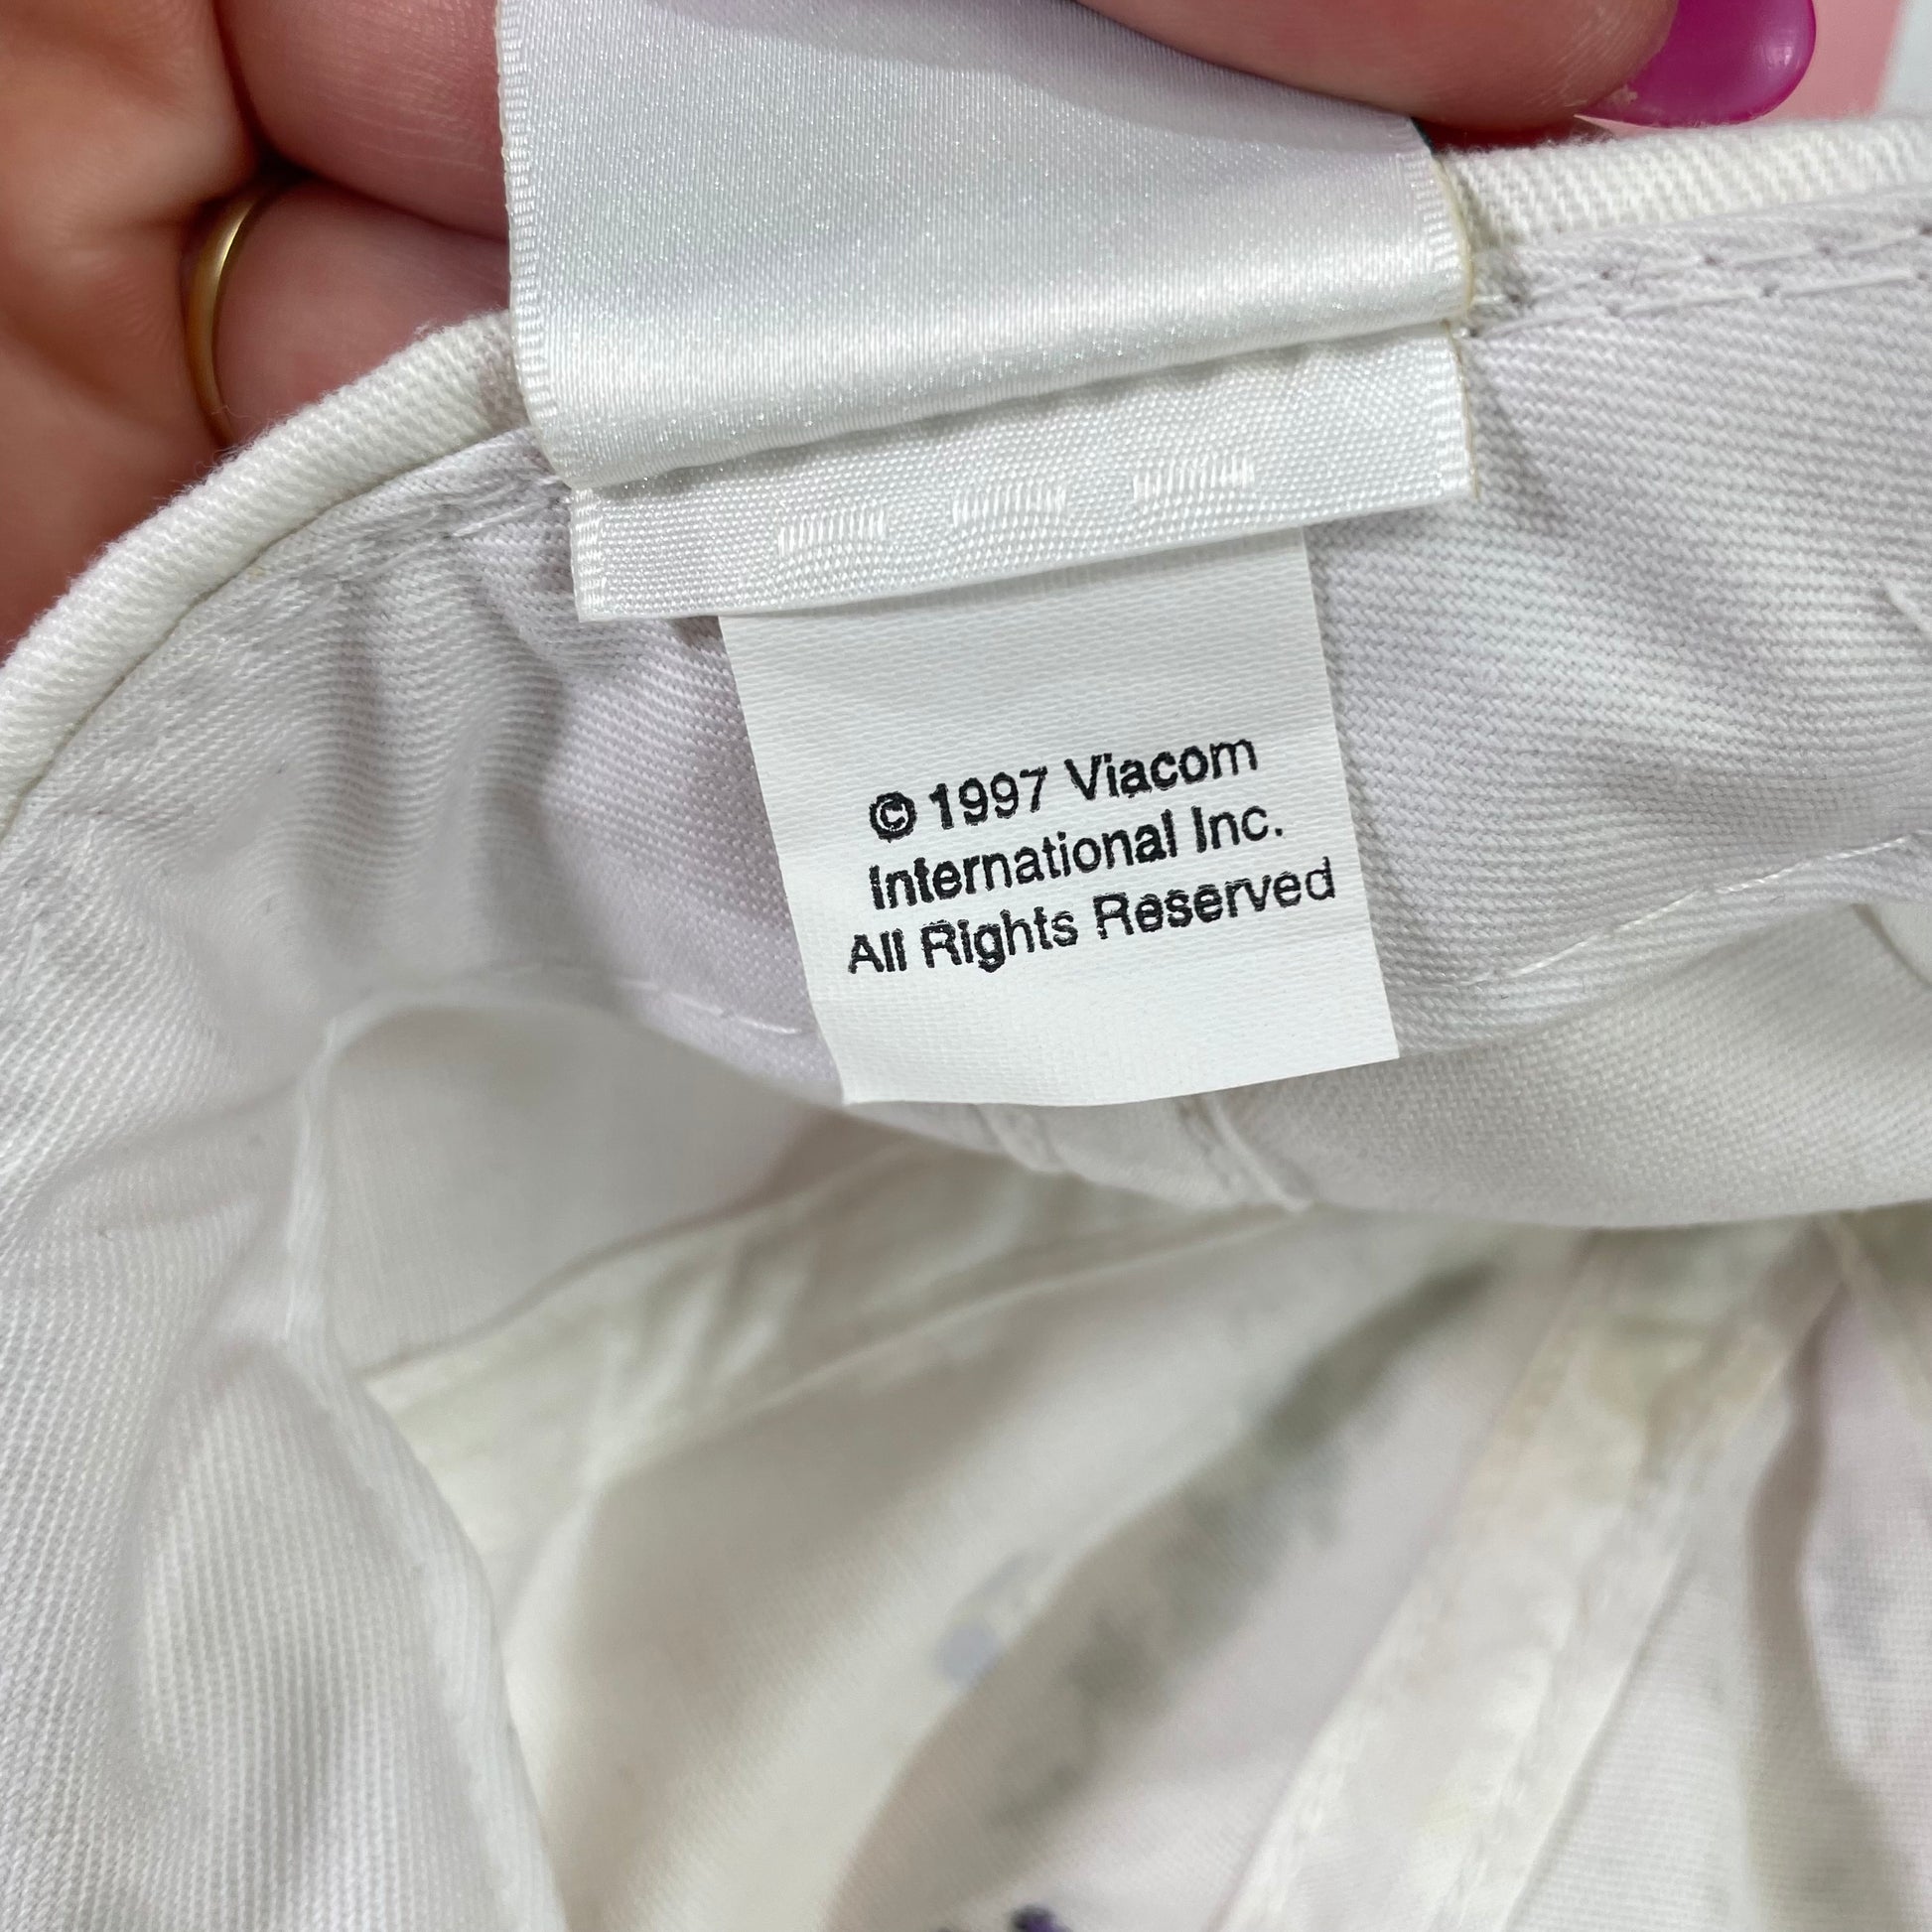 © 1997 Viacom
International Inc.
All Rights Reserved